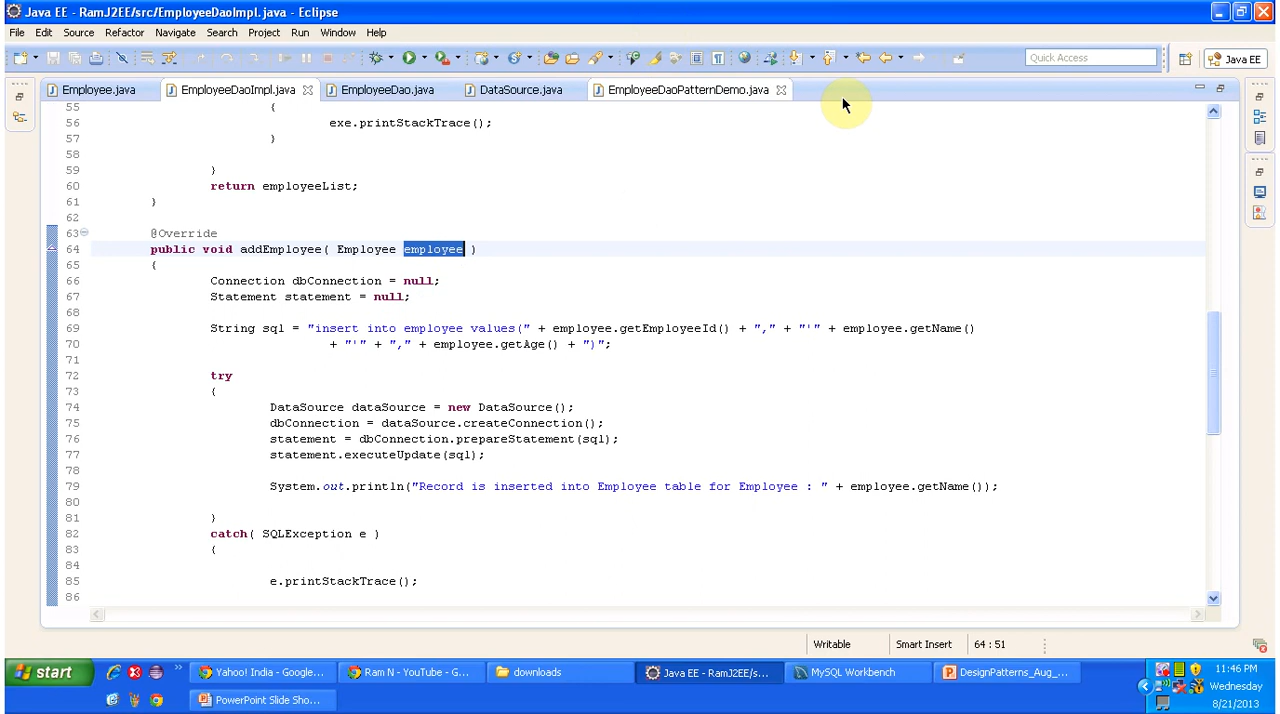 Java EE - RamJ2EE/src/EmployeeDaoImpl.java - Eclipse
File Edit Source Refactor Navigate Search Project Run Window Help
Quick Access Java EE
Employee.java EmployeeDaoImpl.java EmployeeDao.java DataSource.java EmployeeDaoPatternDemo.java
55 {
56 exe.printStackTrace();
57 }
58
59 }
60 return employeeList;
61 }
62
63 @Override
64 public void addEmployee( Employee employee )
65 {
66 Connection dbConnection = null;
67 Statement statement = null;
68
69 String sql = "insert into employee values(" + employee.getEmployeeId() + "," + "'" + employee.getName()
70 + "'" + "," + employee.getAge() + ")";
71
72 try
73 {
74 DataSource dataSource = new DataSource();
75 dbConnection = dataSource.createConnection();
76 statement = dbConnection.prepareStatement(sql);
77 statement.executeUpdate(sql);
78
79 System.out.println("Record is inserted into Employee table for Employee : " + employee.getName());
80
81 }
82 catch( SQLException e )
83 {
84
85 e.printStackTrace();
86
Writable Smart Insert 64 : 51
start Yahoo! India - Google... Ram N - YouTube - G... downloads Java EE - RamJ2EE/s... MySQL Workbench DesignPatterns_Aug_... 11:46 PM
Wednesday
PowerPoint Slide Sho... 8/21/2013